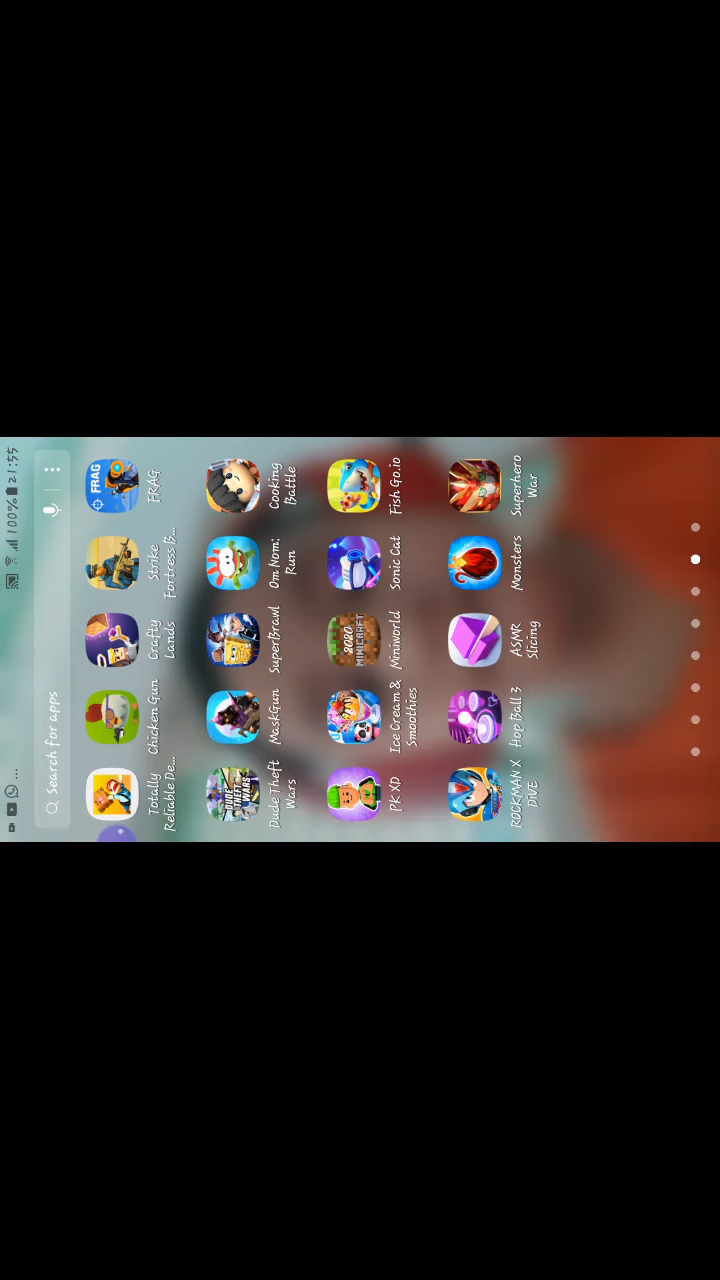 100% 21:55
Search for apps
FRAG
Totally Chicken Gun Crafty Strike FRAG
Reliable De... Lands Fortress B...
DUDE THEFT WARS
Dude Theft MaskGun SuperBrawl Om Nom: Cooking
Wars Run Battle
2020
MINICRAFT
PK XD Ice Cream & Miniworld Sonic Cat Fish Go.io
Smoothies
ROCKMAN X Hop Ball 3 ASMR Monsters Superhero
DIVE Slicing War